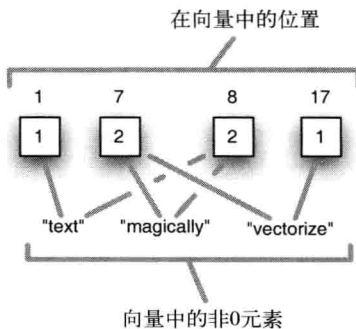 在向量中的位置
1 7 8 17
1 2 2 1
"text" "magically" "vectorize"
向量中的非0元素